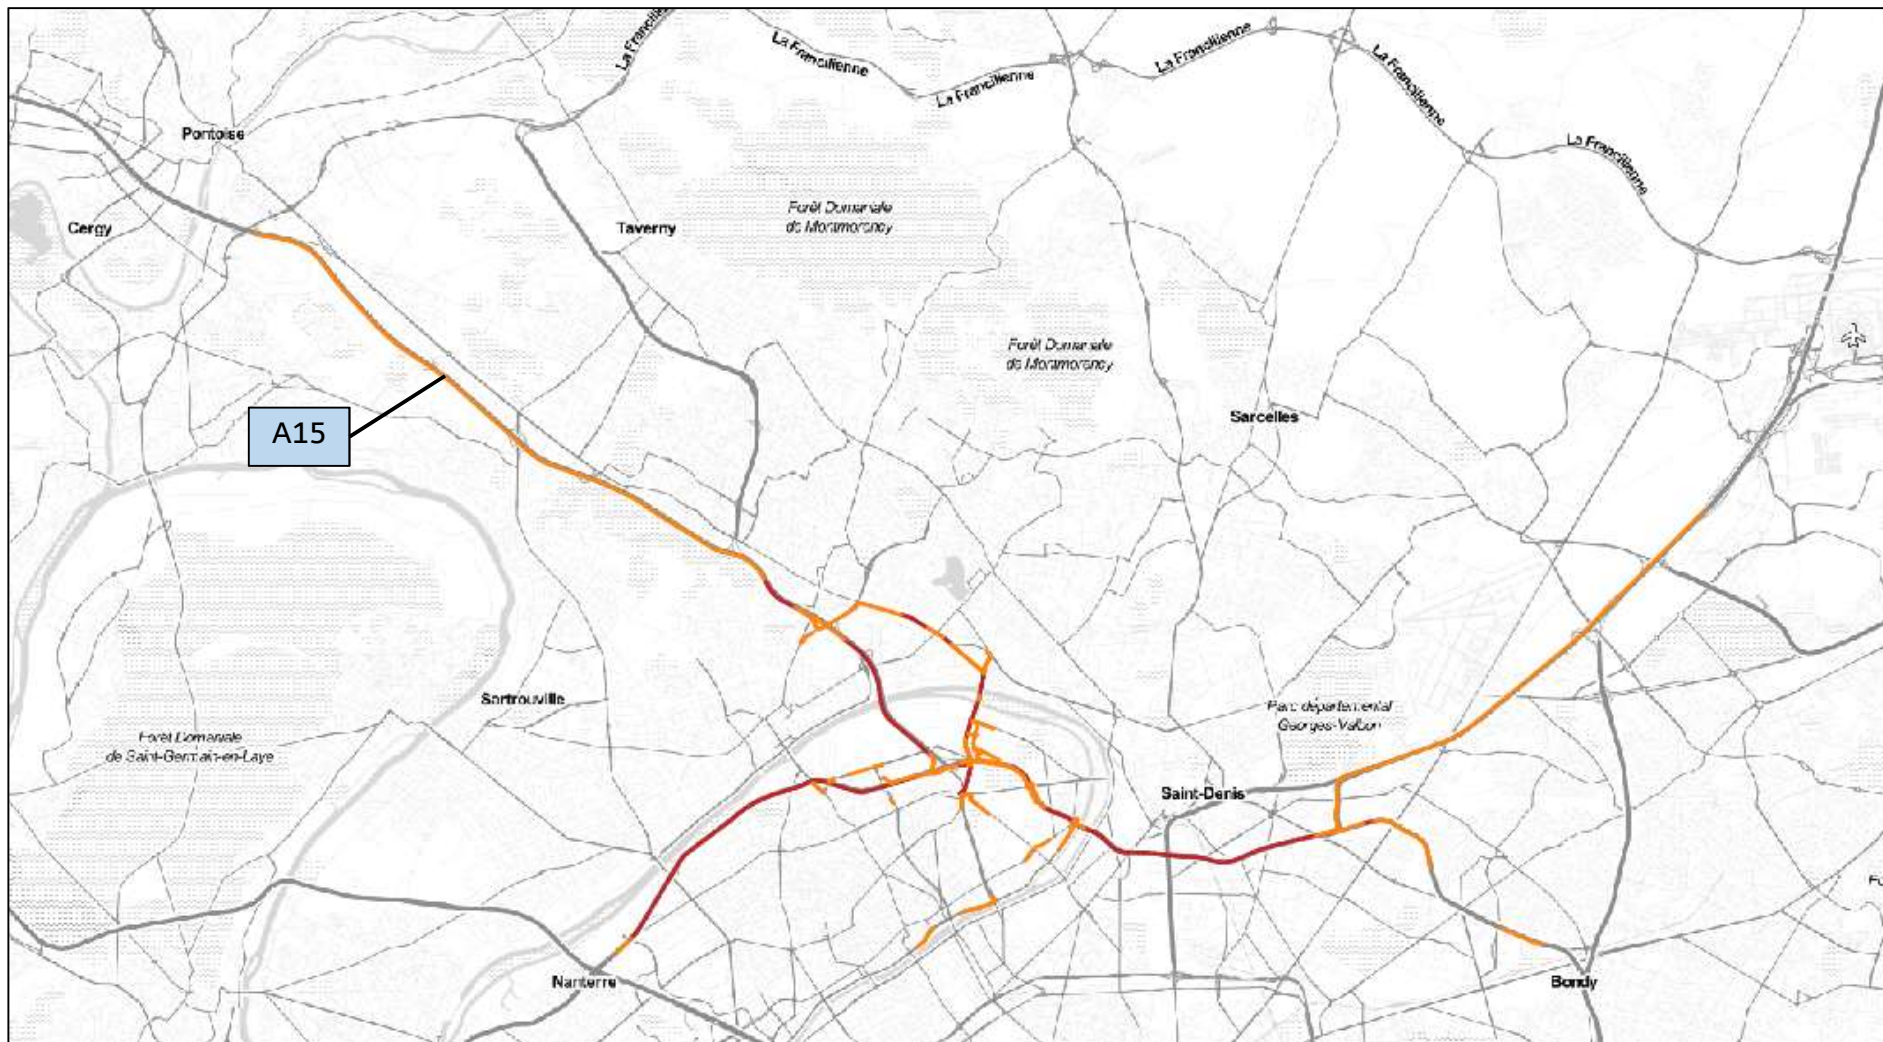 La Francilienne
La Francilienne
La Francilienne
La Francilienne
La Francilienne
La Francilienne
Pontoise
Cergy
Taverny
Forêt Domaniale
de Montmorency
Forêt Domaniale
de Montmorency
Sarcelles
A15
Sartrouville
Forêt Domaniale
de Saint-Germain-en-Laye
Parc départemental
Georges-Valbon
Saint-Denis
Nanterre
Bondy